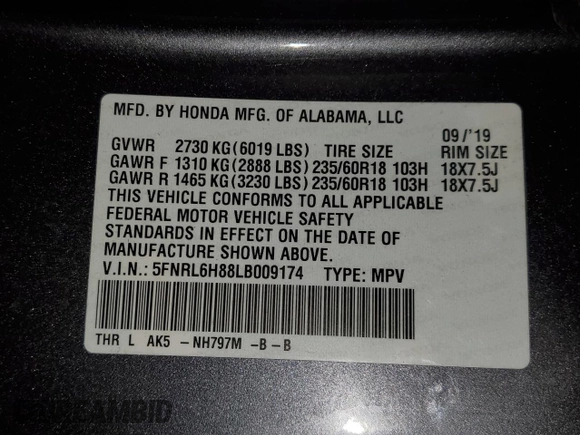 MFD. BY HONDA MFG. OF ALABAMA, LLC
09/'19
GVWR 2730 KG(6019 LBS) TIRE SIZE RIM SIZE
GAWR F 1310 KG(2888 LBS)235/60R18 103H 18X7.5J
GAWR R 1465 KG(3230 LBS)235/60R18 103H 18X7.5J
THIS VEHICLE CONFORMS TO ALL APPLICABLE
FEDERAL MOTOR VEHICLE SAFETY
STANDARDS IN EFFECT ON THE DATE OF
MANUFACTURE SHOWN ABOVE.
V.I.N.: 5FNRL6H88LB009174 TYPE: MPV
THR L AK5 -NH797M -B-B